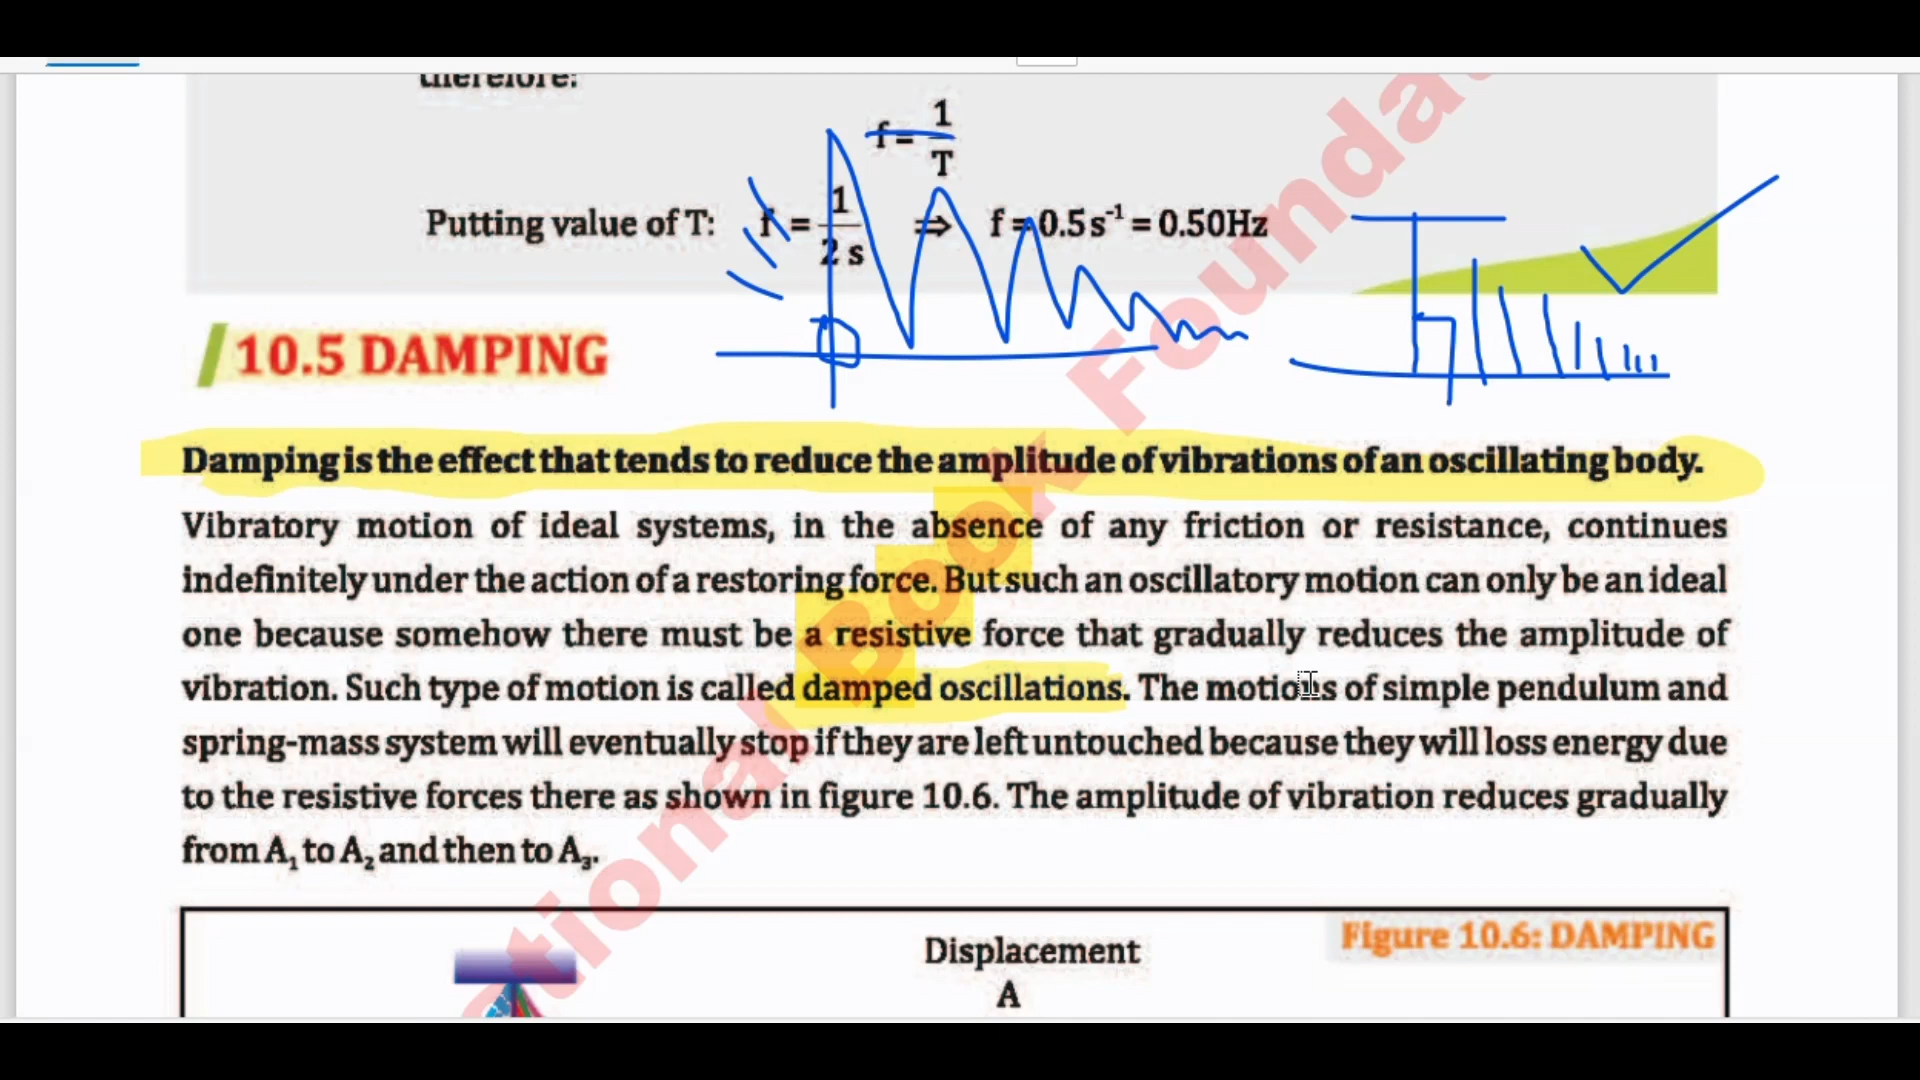 therefore:
f = 1/T
Putting value of T: f = 1/2 s ⇒ f = 0.5 s⁻¹ = 0.50Hz
10.5 DAMPING
Damping is the effect that tends to reduce the amplitude of vibrations of an oscillating body.
Vibratory motion of ideal systems, in the absence of any friction or resistance, continues
indefinitely under the action of a restoring force. But such an oscillatory motion can only be an ideal
one because somehow there must be a resistive force that gradually reduces the amplitude of
vibration. Such type of motion is called damped oscillations. The motions of simple pendulum and
spring-mass system will eventually stop if they are left untouched because they will loss energy due
to the resistive forces there as shown in figure 10.6. The amplitude of vibration reduces gradually
from A₁ to A₂ and then to A₃.
Figure 10.6: DAMPING
Displacement
A
ational Book Foundat